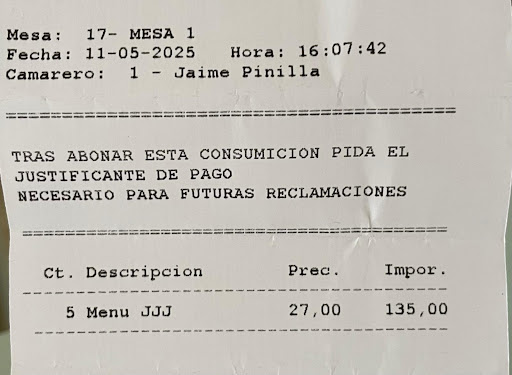 Mesa: 17- MESA 1
Fecha: 11-05-2025 Hora: 16:07:42
Camarero: 1 - Jaime Pinilla
TRAS ABONAR ESTA CONSUMICION PIDA EL
JUSTIFICANTE DE PAGO
NECESARIO PARA FUTURAS RECLAMACIONES
Ct. Descripcion Prec. Impor.
5 Menu JJJ 27,00 135,00